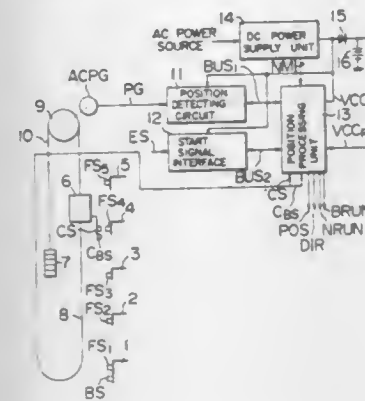 14
15
AC POWER SOURCE
DC POWER SUPPLY UNIT
16
ACPG
PG
11
BUS1
NMI
9
POSITION DETECTING CIRCUIT
VCC
10
12
13
ES
START SIGNAL INTERFACE
POSITION PROCESSING UNIT
FS5
5
BUS2
6
FS4
4
CS
CS
CBS
CBS
POS
DIR
NRUN
BRUN
7
FS3
3
8
FS2
2
FS1
1
BS